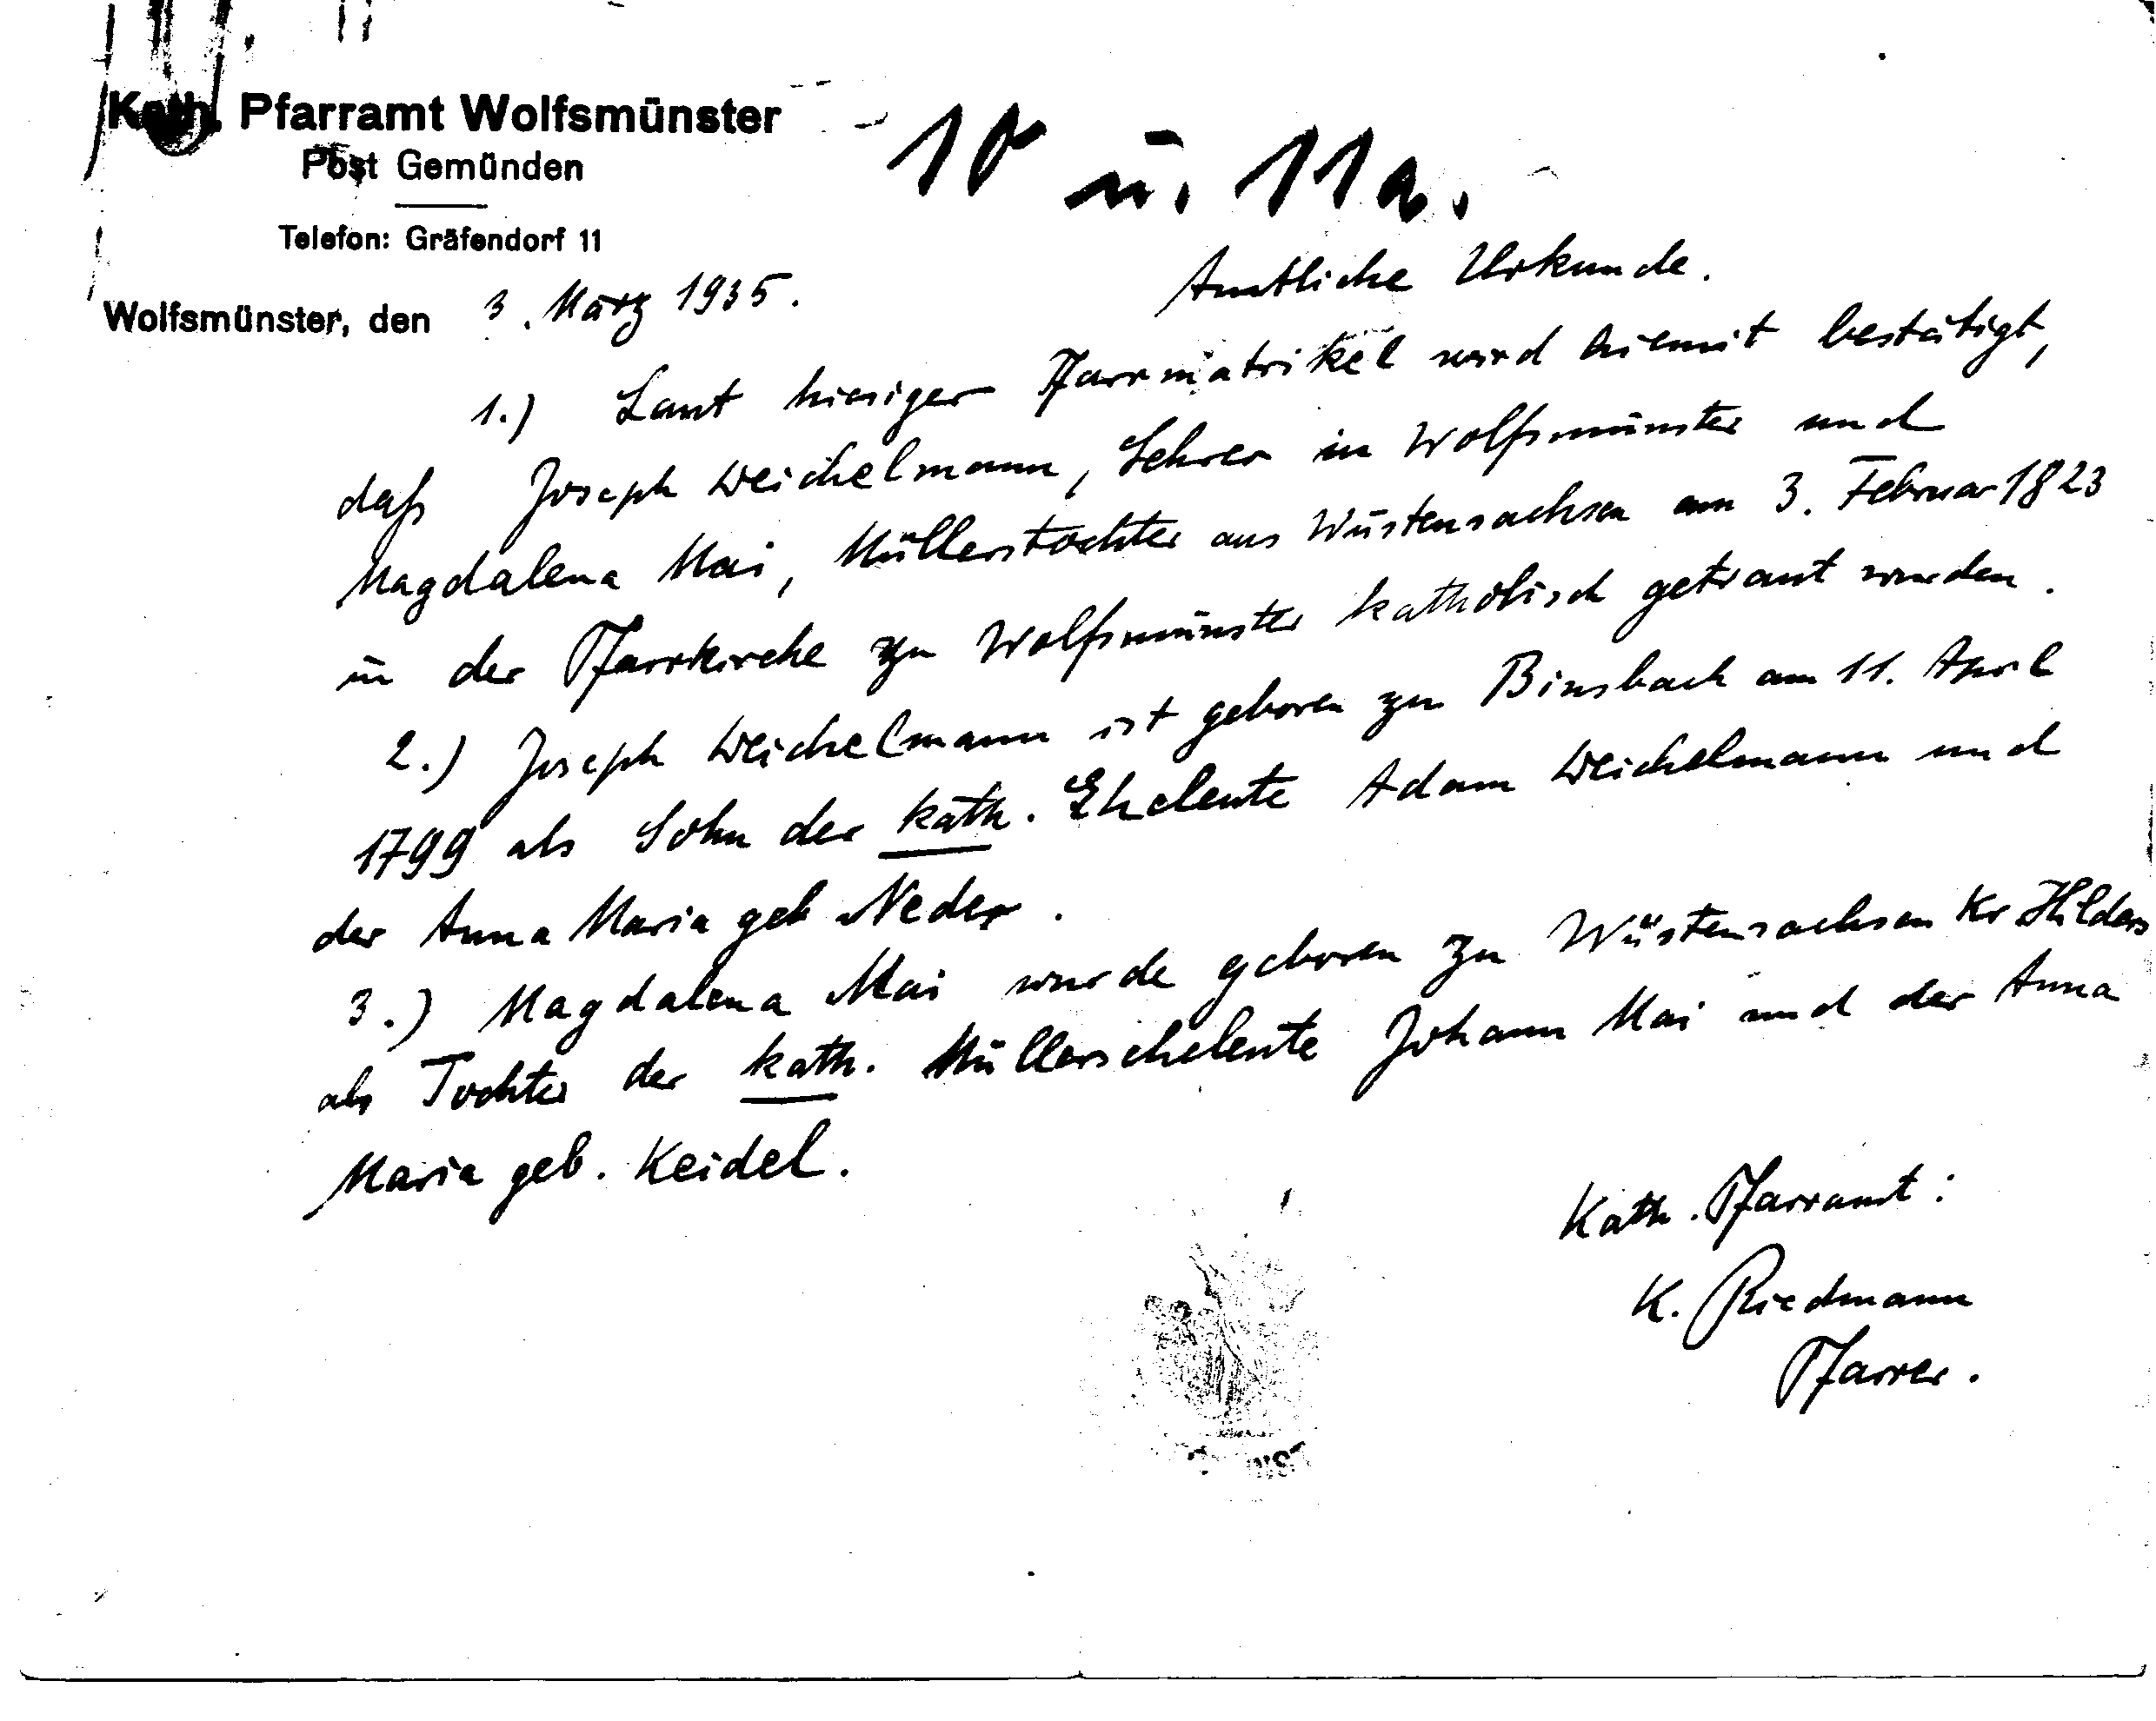 Kath. Pfarramt Wolfsmünster
Post Gemünden
Telefon: Gräfendorf 11
10 u. 11a.
Wolfsmünster, den 3. März 1935.
Amtliche Urkunde.
1.) Laut hiesiger Pfarrmatrikel wird hiemit bestätigt,
daß Joseph Weichelmann, Lehrer in Wolfsmünster und
Magdalena Mai, Müllerstochter aus Wüstensachsen am 3. Februar 1823
in der Pfarrkirche zu Wolfsmünster katholisch getraut wurden.
2.) Joseph Weichelmann ist geboren zu Binsbach am 11. April
1799 als Sohn der kath. Eheleute Adam Weichelmann und
der Anna Maria geb Neder.
3.) Magdalena Mai wurde geboren zu Wüstensachsen Kr Hilders
als Tochter der kath. Müllerseheleute Johann Mai und der Anna
Maria geb. Keidel.
Kath. Pfarramt:
K. Riedmann
Pfarrer.